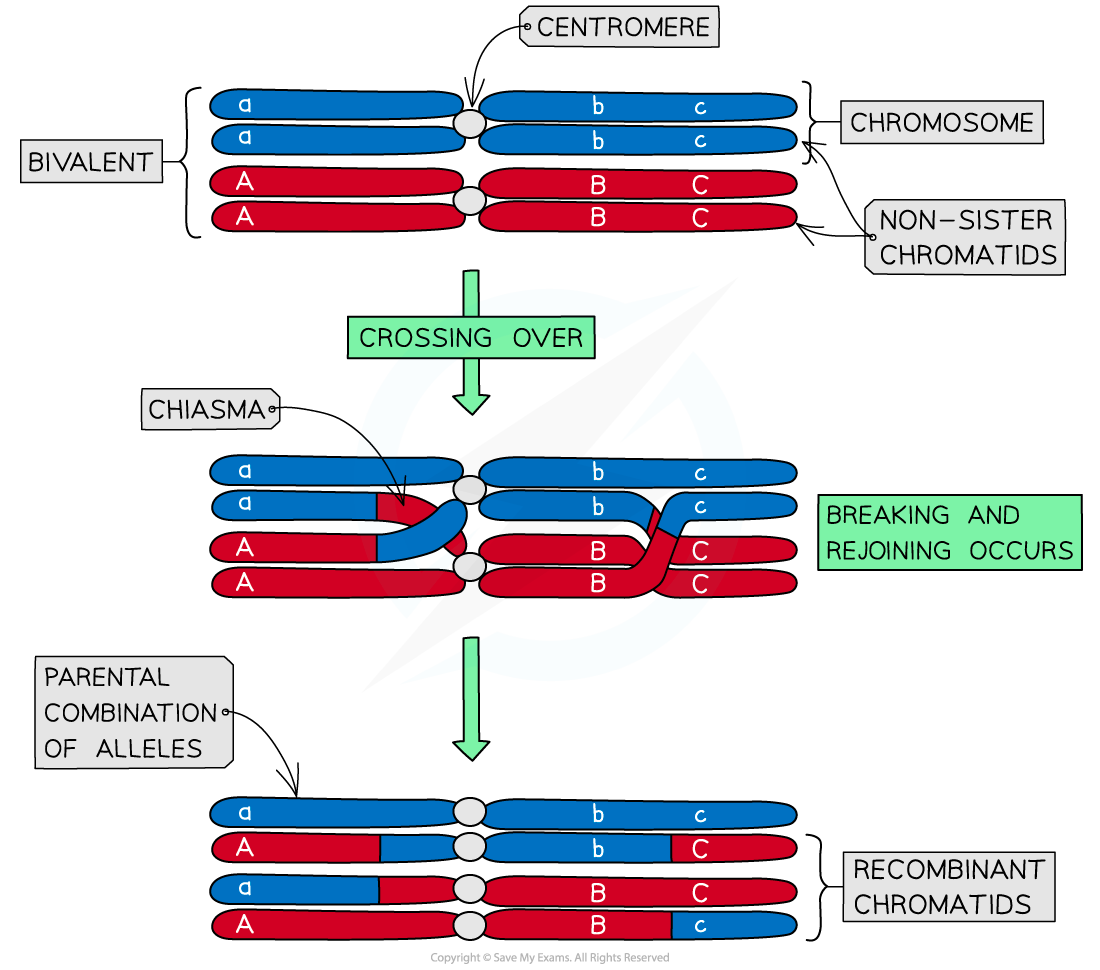 CENTROMERE
a b c
CHROMOSOME
a b c
BIVALENT
A B C
A B C
NON-SISTER
CHROMATIDS
CROSSING OVER
CHIASMA
a b c
a b c
BREAKING AND
REJOINING OCCURS
A B C
A B C
PARENTAL
COMBINATION
OF ALLELES
a b c
A b C
RECOMBINANT
CHROMATIDS
a B C
A B c
Copyright © Save My Exams. All Rights Reserved